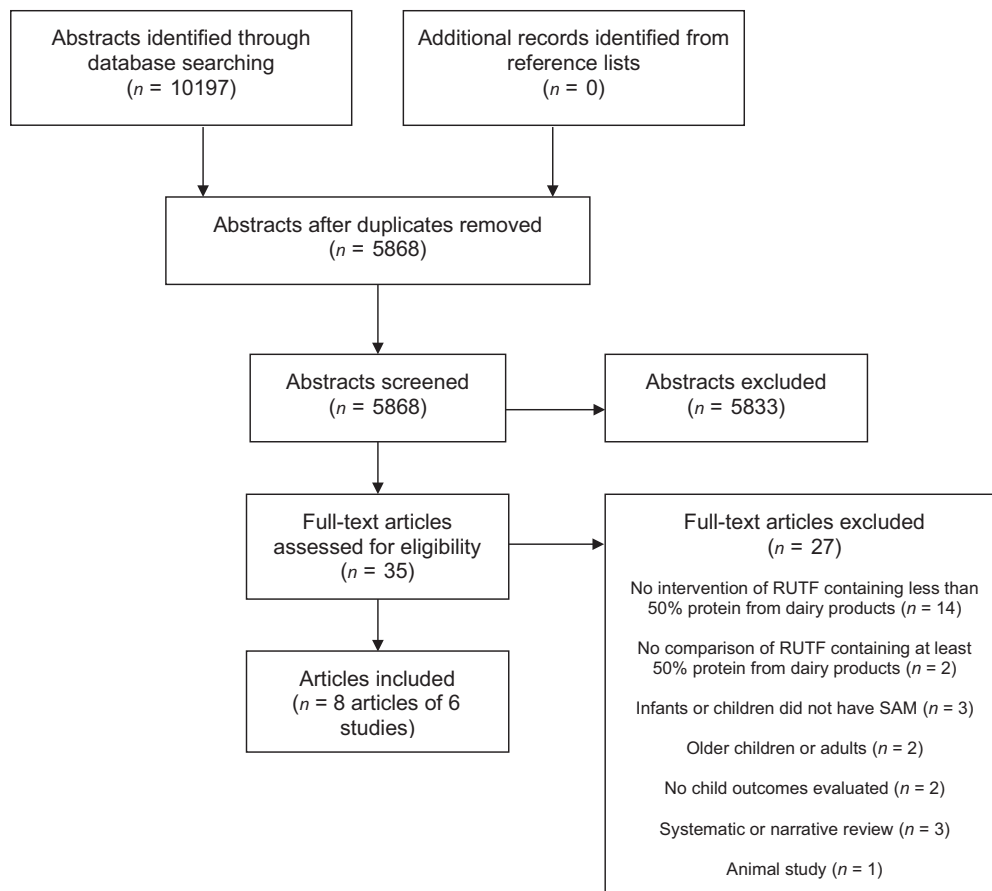 Abstracts identified through
database searching
(n = 10197)
Additional records identified from
reference lists
(n = 0)
Abstracts after duplicates removed
(n = 5868)
Abstracts screened
(n = 5868)
Abstracts excluded
(n = 5833)
Full-text articles
assessed for eligibility
(n = 35)
Full-text articles excluded
(n = 27)
No intervention of RUTF containing less than
50% protein from dairy products (n = 14)
No comparison of RUTF containing at least
50% protein from dairy products (n = 2)
Infants or children did not have SAM (n = 3)
Older children or adults (n = 2)
No child outcomes evaluated (n = 2)
Systematic or narrative review (n = 3)
Animal study (n = 1)
Articles included
(n = 8 articles of 6
studies)